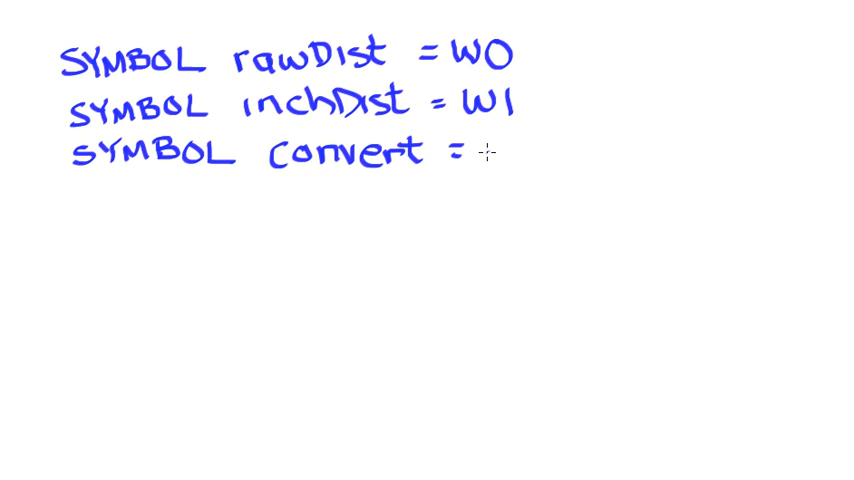 SYMBOL rawDist = W0
SYMBOL inchDist = W1
SYMBOL convert =